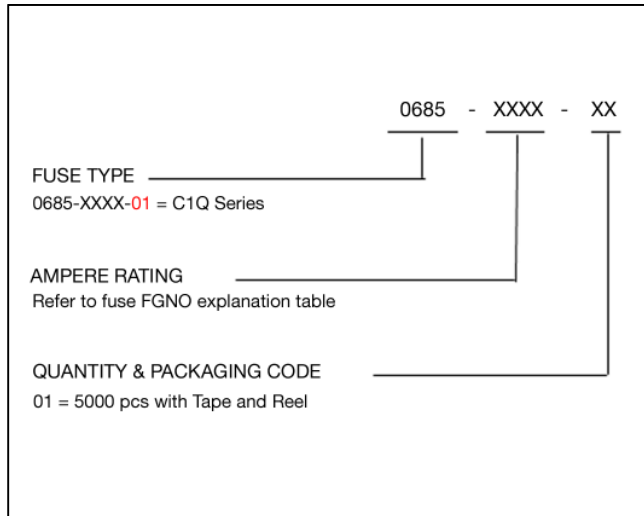 0685 - XXXX - XX
FUSE TYPE
0685-XXXX-01 = C1Q Series
AMPERE RATING
Refer to fuse FGNO explanation table
QUANTITY & PACKAGING CODE
01 = 5000 pcs with Tape and Reel